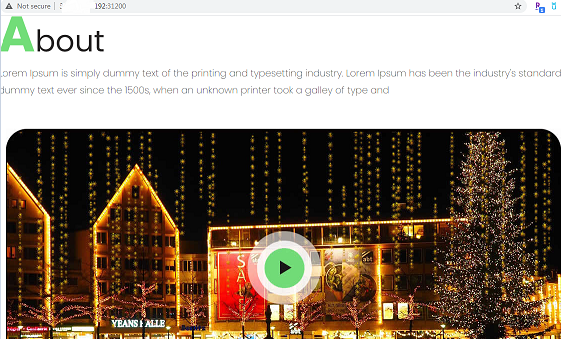 Not secure
.192:31200
About
Lorem Ipsum is simply dummy text of the printing and typesetting industry. Lorem Ipsum has been the industry's standard
dummy text ever since the 1500s, when an unknown printer took a galley of type and
SA
YEANS HALLE